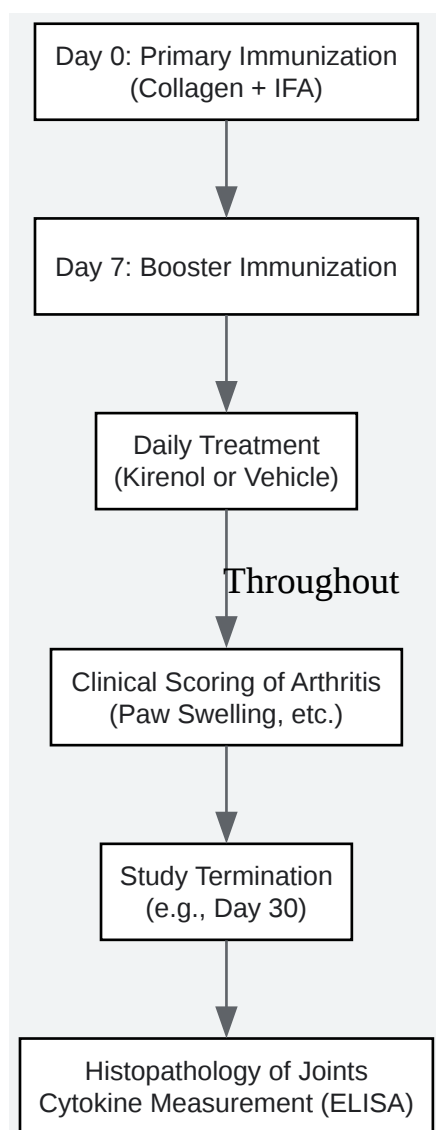 Day 0: Primary Immunization
(Collagen + IFA)
Day 7: Booster Immunization
Daily Treatment
(Kirenol or Vehicle)
Throughout
Clinical Scoring of Arthritis
(Paw Swelling, etc.)
Study Termination
(e.g., Day 30)
Histopathology of Joints
Cytokine Measurement (ELISA)